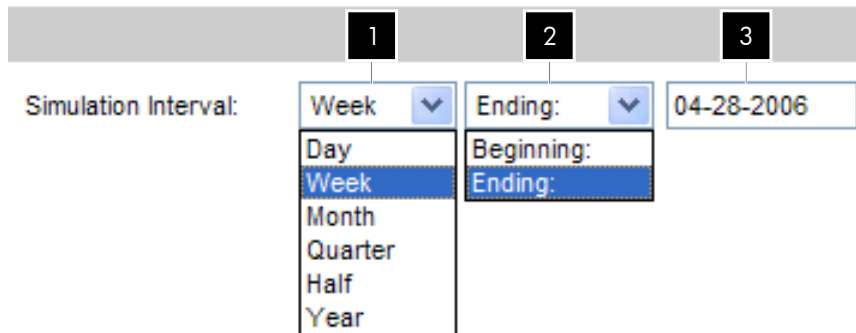 1 2 3
Simulation Interval: Week Ending: 04-28-2006
Day Beginning:
Week Ending:
Month
Quarter
Half
Year